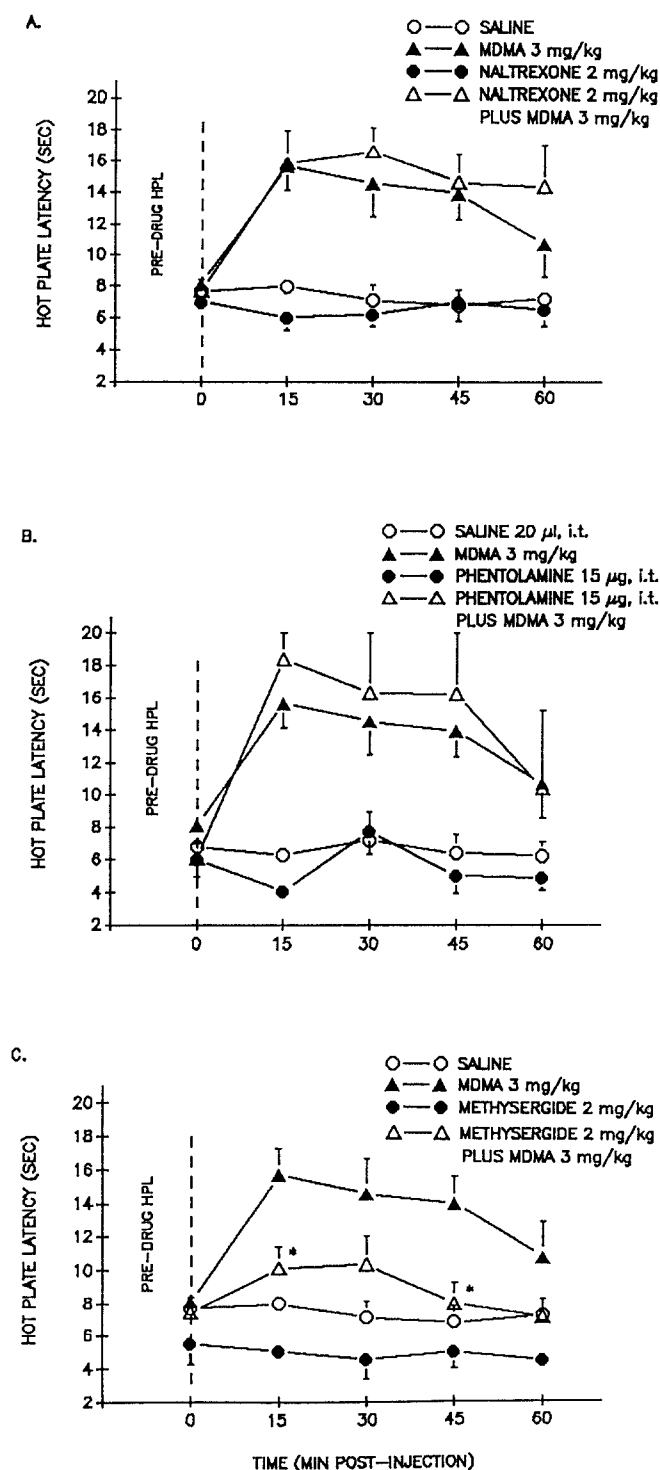 A.
SALINE
MDMA 3 mg/kg
NALTREXONE 2 mg/kg
NALTREXONE 2 mg/kg
PLUS MDMA 3 mg/kg
HOT PLATE LATENCY (SEC)
PRE-DRUG HPL
20
18
16
14
12
10
8
6
4
2
0 15 30 45 60
B.
SALINE 20 µl, i.t.
MDMA 3 mg/kg
PHENTOLAMINE 15 µg, i.t.
PHENTOLAMINE 15 µg, i.t.
PLUS MDMA 3 mg/kg
HOT PLATE LATENCY (SEC)
PRE-DRUG HPL
20
18
16
14
12
10
8
6
4
2
0 15 30 45 60
C.
SALINE
MDMA 3 mg/kg
METHYSERGIDE 2 mg/kg
METHYSERGIDE 2 mg/kg
PLUS MDMA 3 mg/kg
HOT PLATE LATENCY (SEC)
PRE-DRUG HPL
20
18
16
14
12
10
8
6
4
2
*
*
0 15 30 45 60
TIME (MIN POST-INJECTION)